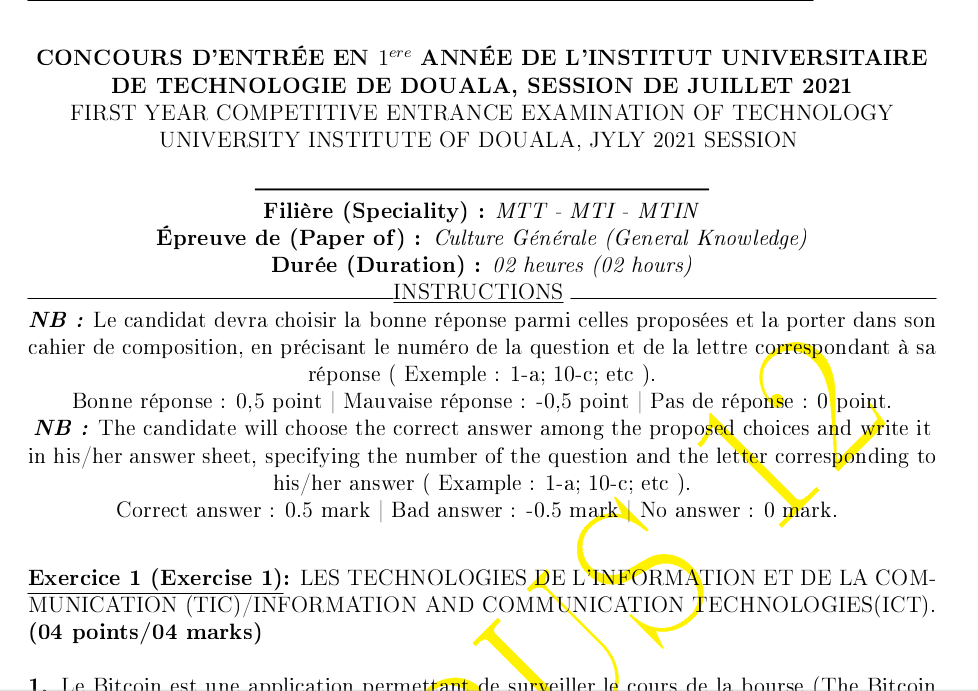 CONCOURS D'ENTRÉE EN 1ere ANNÉE DE L'INSTITUT UNIVERSITAIRE
DE TECHNOLOGIE DE DOUALA, SESSION DE JUILLET 2021
FIRST YEAR COMPETITIVE ENTRANCE EXAMINATION OF TECHNOLOGY
UNIVERSITY INSTITUTE OF DOUALA, JYLY 2021 SESSION
Filière (Speciality) : MTT - MTI - MTIN
Épreuve de (Paper of) : Culture Générale (General Knowledge)
Durée (Duration) : 02 heures (02 hours)
INSTRUCTIONS
NB : Le candidat devra choisir la bonne réponse parmi celles proposées et la porter dans son
cahier de composition, en précisant le numéro de la question et de la lettre correspondant à sa
réponse ( Exemple : 1-a; 10-c; etc ).
Bonne réponse : 0,5 point | Mauvaise réponse : -0,5 point | Pas de réponse : 0 point.
NB : The candidate will choose the correct answer among the proposed choices and write it
in his/her answer sheet, specifying the number of the question and the letter corresponding to
his/her answer ( Example : 1-a; 10-c; etc ).
Correct answer : 0.5 mark | Bad answer : -0.5 mark | No answer : 0 mark.
Exercice 1 (Exercise 1): LES TECHNOLOGIES DE L'INFORMATION ET DE LA COM-
MUNICATION (TIC)/INFORMATION AND COMMUNICATION TECHNOLOGIES(ICT).
(04 points/04 marks)
1. Le Bitcoin est une application permettant de surveiller le cours de la bourse (The Bitcoin
US 12